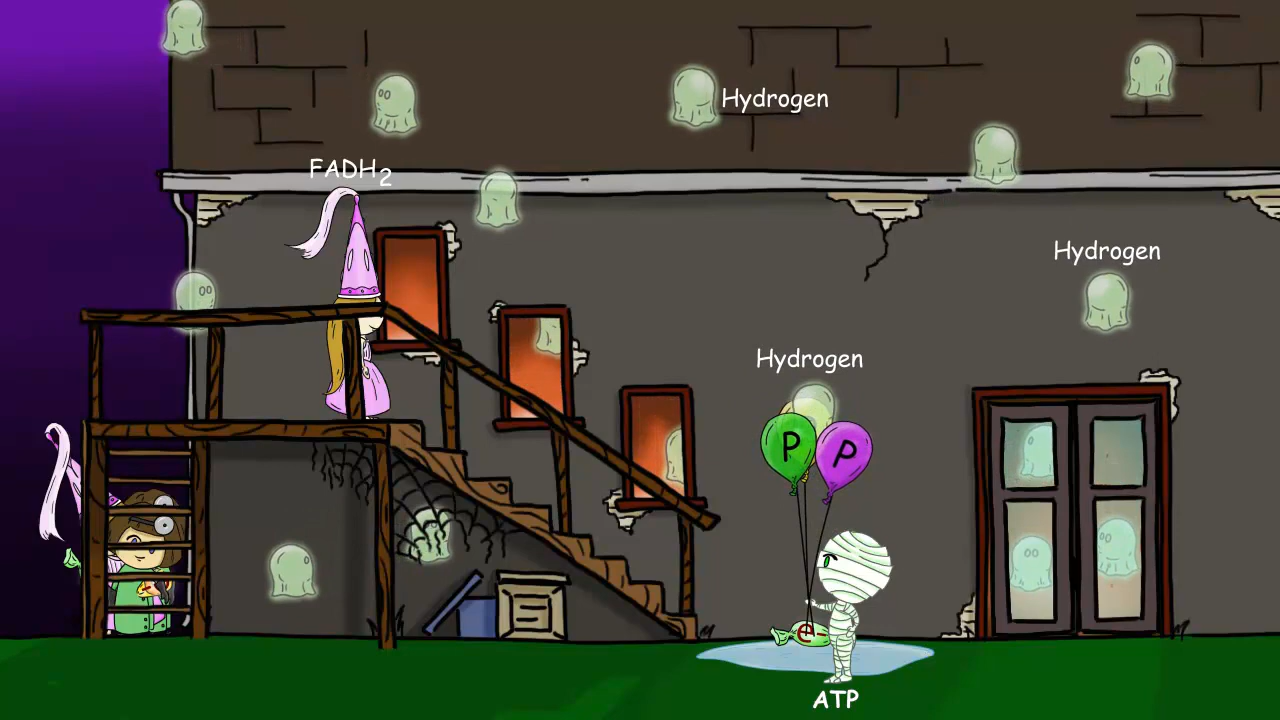 Hydrogen
FADH2
Hydrogen
Hydrogen
P P
e-
ATP